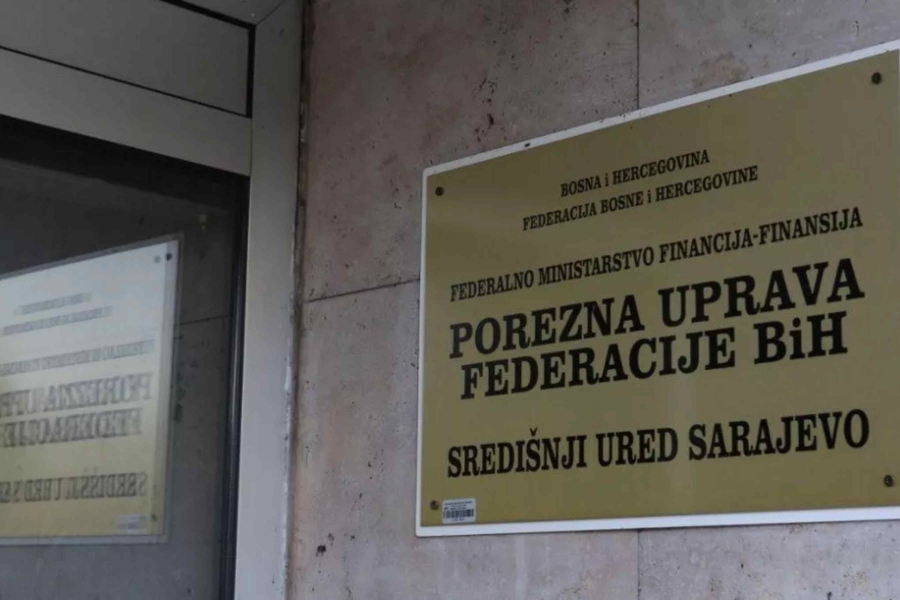 BOSNA i HERCEGOVINA
FEDERACIJA BOSNE i HERCEGOVINE
FEDERALNO MINISTARSTVO FINANCIJA-FINANSIJA
POREZNA UPRAVA
FEDERACIJE BiH
SREDIŠNJI URED SARAJEVO